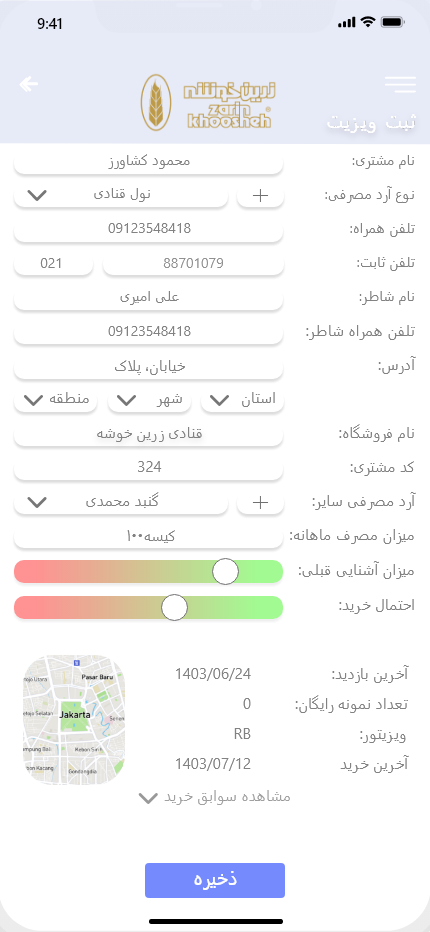 9:41
زرین خوشه
zarin
khoosheh
ثبت ویزیت
نام مشتری: محمود کشاورز
نوع آرد مصرفی: + نول قنادی
تلفن همراه: 09123548418
تلفن ثابت: 88701079 021
نام شاطر: علی امیری
تلفن همراه شاطر: 09123548418
آدرس: خیابان، پلاک
استان شهر منطقه
نام فروشگاه: قنادی زرین خوشه
کد مشتری: 324
آرد مصرفی سایر: + گنبد محمدی
میزان مصرف ماهانه: ۱۰۰کیسه
میزان آشنایی قبلی:
احتمال خرید:
آخرین بازدید: 1403/06/24
تعداد نمونه رایگان: 0
ویزیتور: RB
آخرین خرید 1403/07/12
Pasar Baru
Jakarta
Kebon Sirih
Gondangdia
مشاهده سوابق خرید
ذخیره